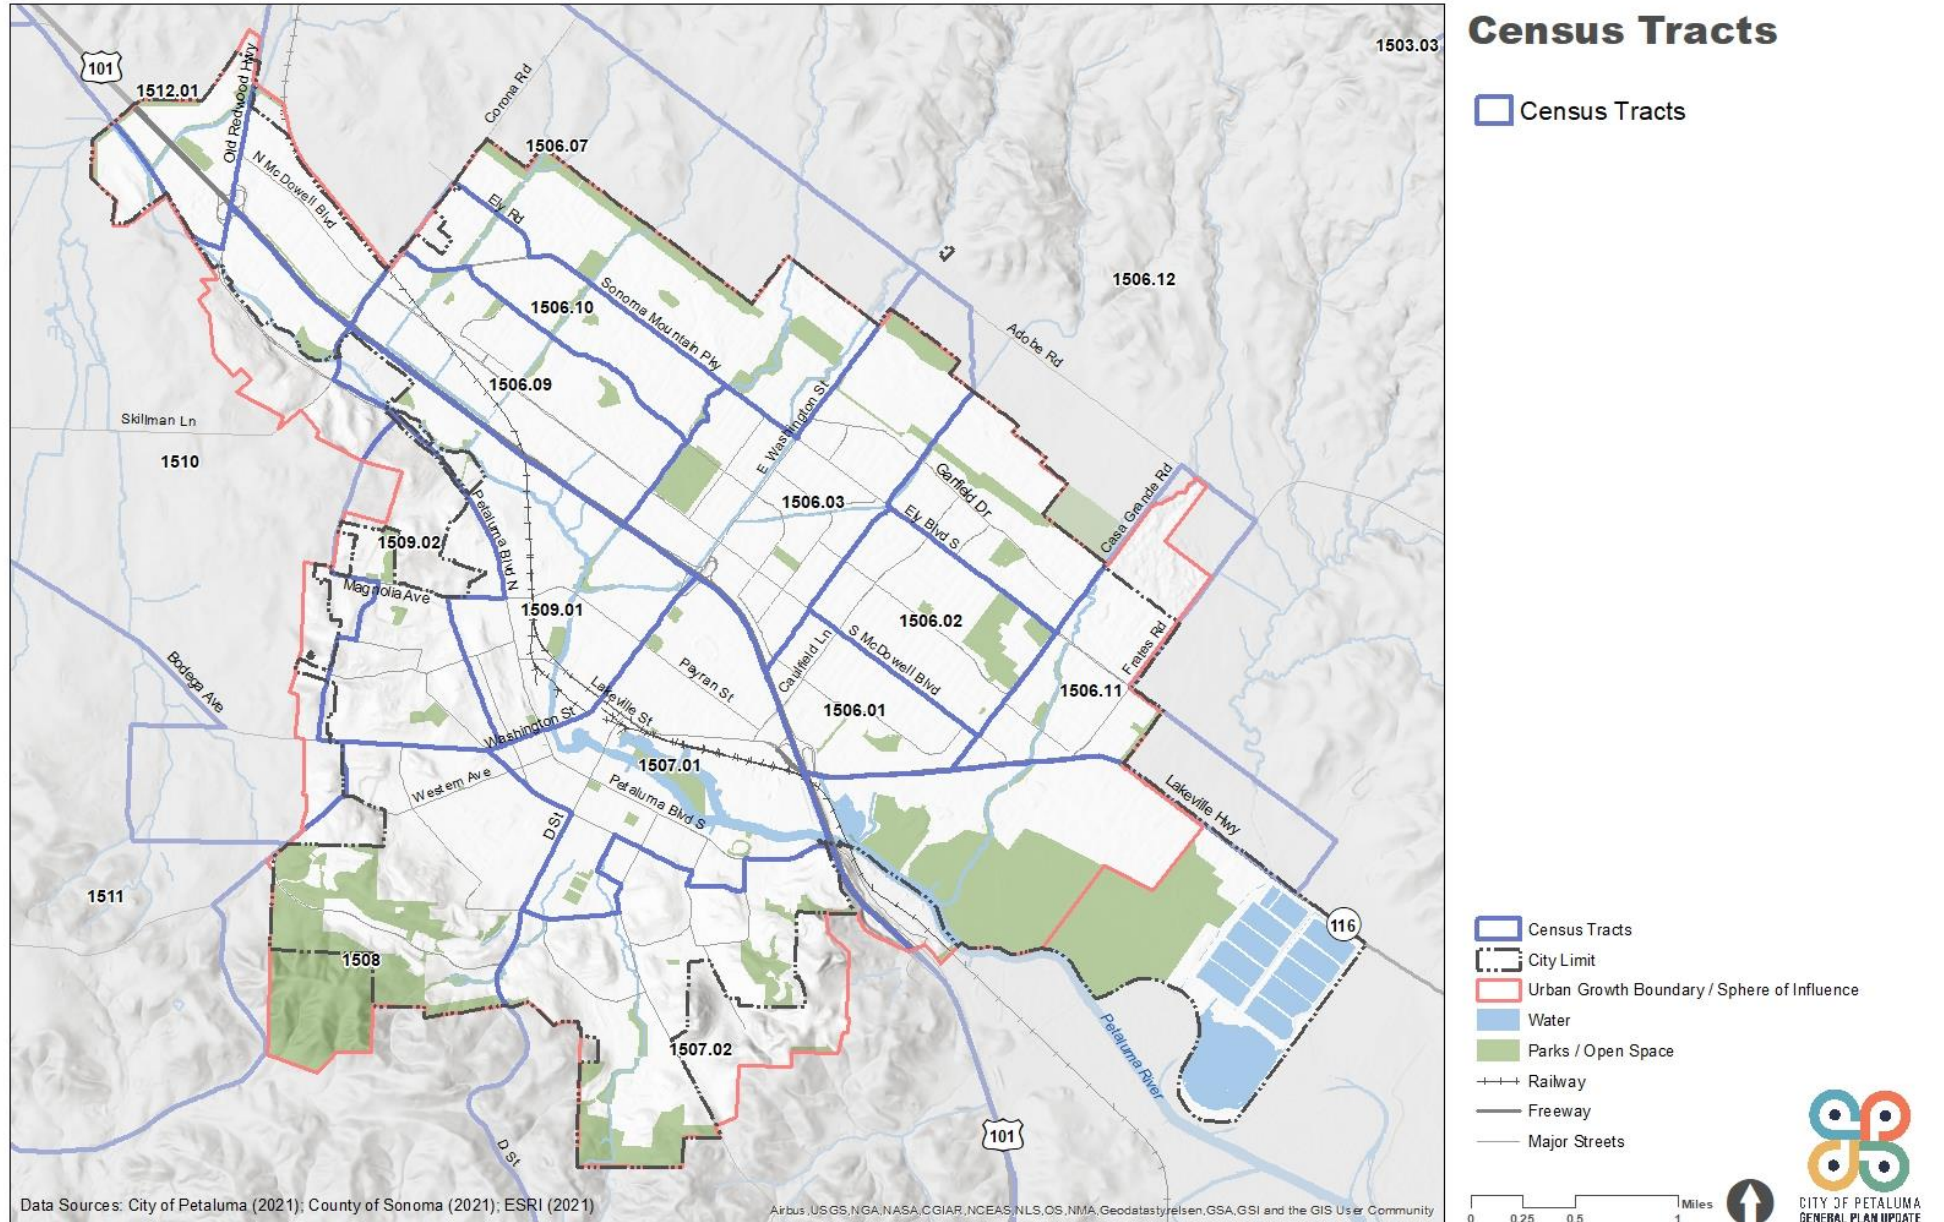 Census Tracts
Census Tracts
1503.03
101
1512.01
Old Redwood Hwy
Corona Rd
1506.07
N Mc Dowell Blvd
Ely Rd
1506.12
1506.10
Sonoma Mountain Pky
Adobe Rd
1506.09
Skillman Ln
1510
E Washington St
Garfield Dr
Casa Grande Rd
1506.03
Petaluma Blvd N
Ely Blvd S
1509.02
Magnolia Ave
1509.01
1506.02
S McDowell Blvd
Caulfield Ln
Frates Rd
Payran St
Bodega Ave
Lakeville St
1506.11
1506.01
Washington St
1507.01
Western Ave
Petaluma Blvd S
D St
Lakeville Hwy
1511
116
1508
1507.02
Petaluma River
101
D St
Data Sources: City of Petaluma (2021); County of Sonoma (2021); ESRI (2021)
Airbus,USGS,NGA,NASA,CGIAR,NCEAS,NLS,OS,NMA,Geodatastyrelsen,GSA,GSI and the GIS User Community
Census Tracts
City Limit
Urban Growth Boundary / Sphere of Influence
Water
Parks / Open Space
Railway
Freeway
Major Streets
Miles
0 0.25 0.5 1
CITY OF PETALUMA
GENERAL PLAN UPDATE